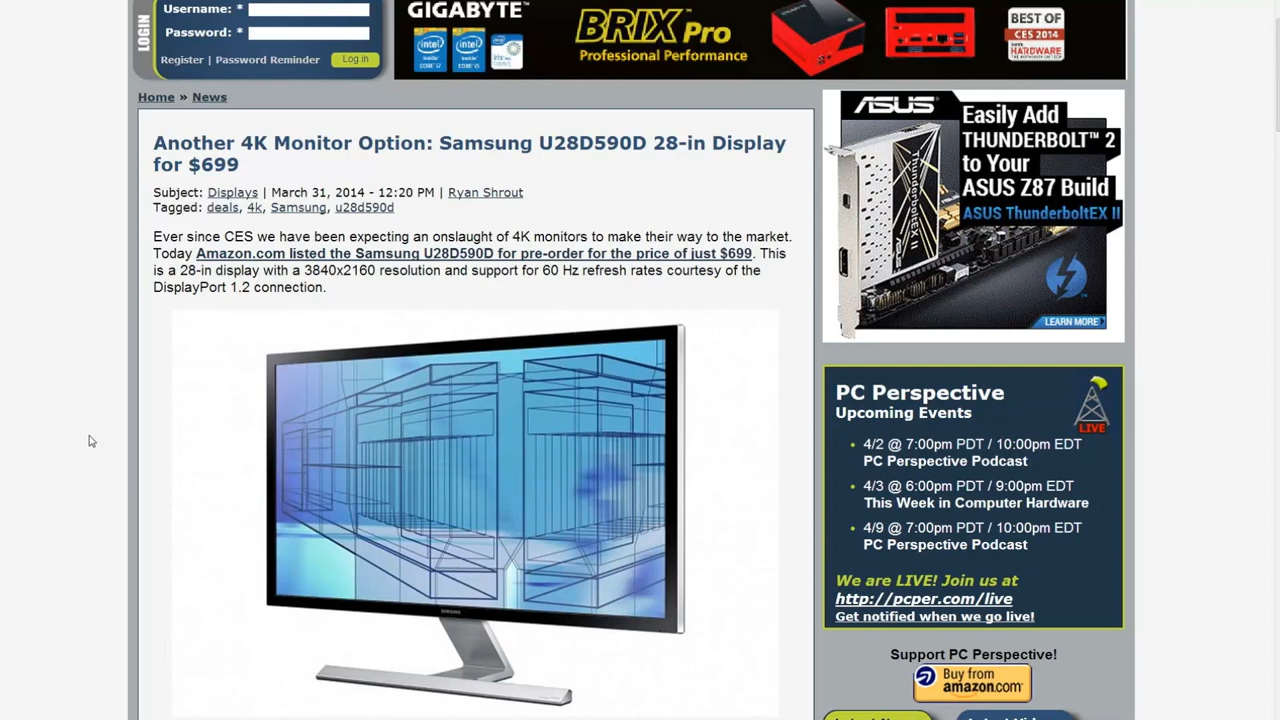 LOGIN
Username: *
Password: *
Register | Password Reminder
Log in
GIGABYTE™
BRIX™ Pro
Professional Performance
BEST OF
CES 2014
HARDWARE
Home » News
Another 4K Monitor Option: Samsung U28D590D 28-in Display
for $699
Subject: Displays | March 31, 2014 - 12:20 PM | Ryan Shrout
Tagged: deals, 4k, Samsung, u28d590d
Ever since CES we have been expecting an onslaught of 4K monitors to make their way to the market.
Today Amazon.com listed the Samsung U28D590D for pre-order for the price of just $699. This
is a 28-in display with a 3840x2160 resolution and support for 60 Hz refresh rates courtesy of the
DisplayPort 1.2 connection.
SAMSUNG
ASUS
Easily Add
THUNDERBOLT™ 2
to Your
ASUS Z87 Build
ASUS ThunderboltEX II
ThunderboltEX II
LEARN MORE
PC Perspective
Upcoming Events
LIVE
• 4/2 @ 7:00pm PDT / 10:00pm EDT
PC Perspective Podcast
• 4/3 @ 6:00pm PDT / 9:00pm EDT
This Week in Computer Hardware
• 4/9 @ 7:00pm PDT / 10:00pm EDT
PC Perspective Podcast
We are LIVE! Join us at
http://pcper.com/live
Get notified when we go live!
Support PC Perspective!
Buy from
amazon.com